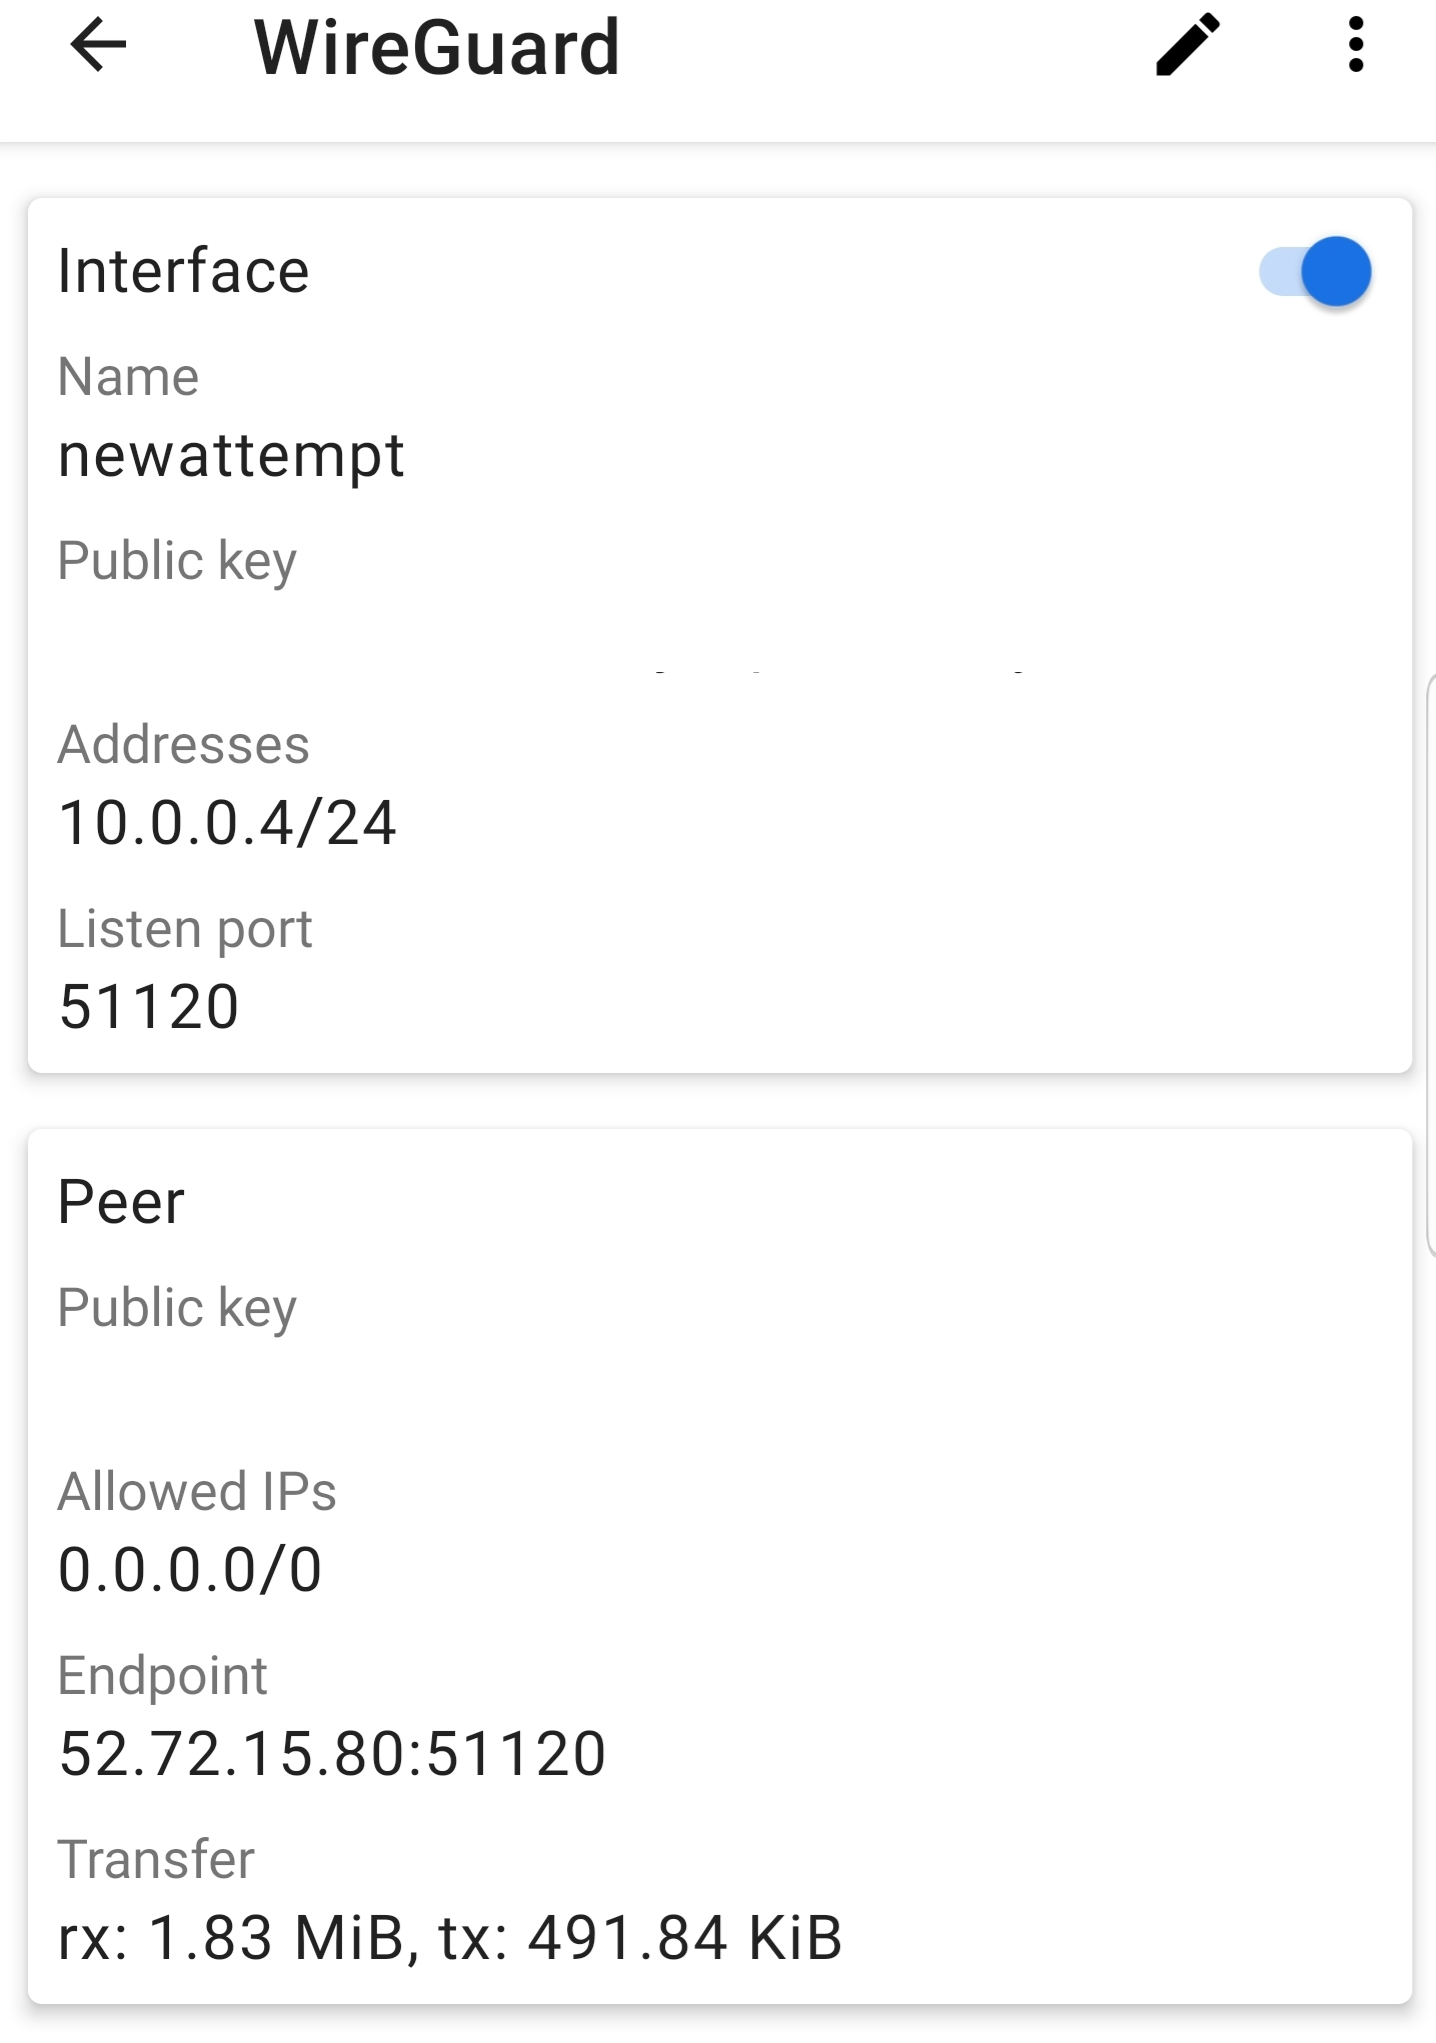 WireGuard
Interface
Name
newattempt
Public key
Addresses
10.0.0.4/24
Listen port
51120
Peer
Public key
Allowed IPs
0.0.0.0/0
Endpoint
52.72.15.80:51120
Transfer
rx: 1.83 MiB, tx: 491.84 KiB